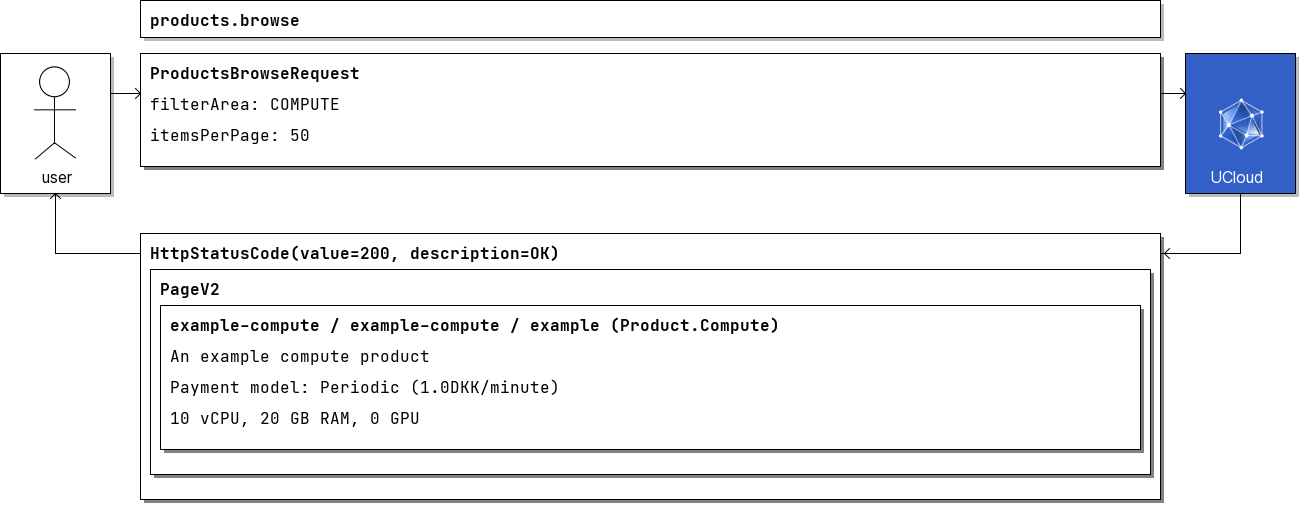 products.browse
ProductsBrowseRequest
filterArea: COMPUTE
itemsPerPage: 50
user
UCloud
HttpStatusCode(value=200, description=OK)
PageV2
example-compute / example-compute / example (Product.Compute)
An example compute product
Payment model: Periodic (1.0DKK/minute)
10 vCPU, 20 GB RAM, 0 GPU